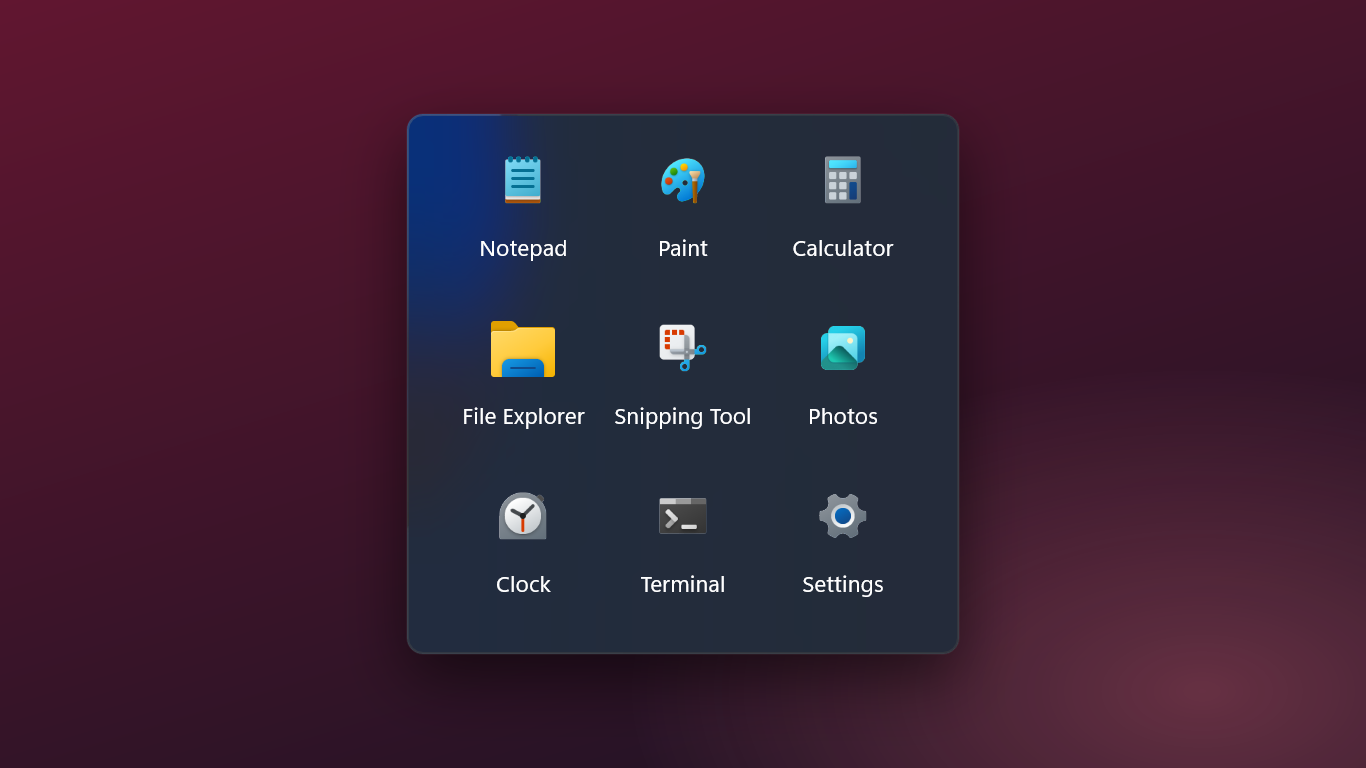 Notepad
Paint
Calculator
File Explorer
Snipping Tool
Photos
Clock
Terminal
Settings